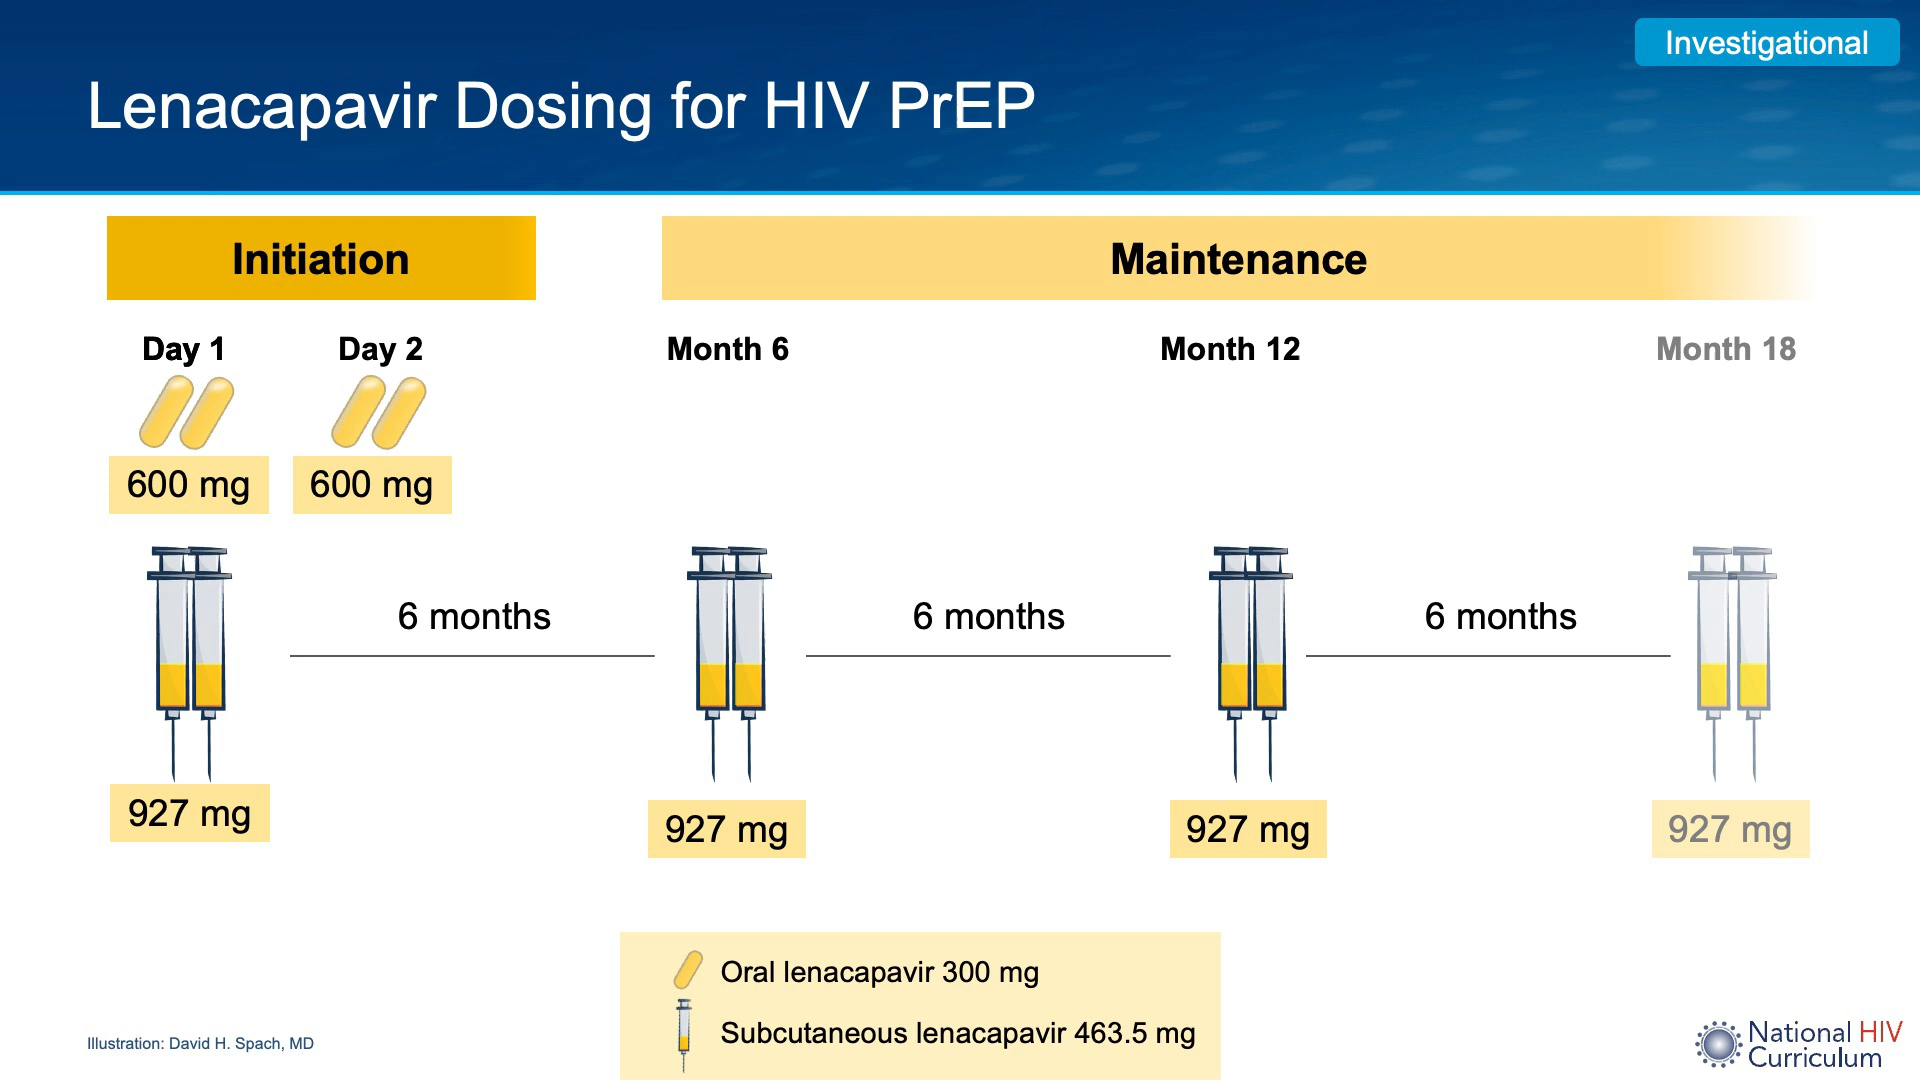 Investigational
Lenacapavir Dosing for HIV PrEP
Initiation
Maintenance
Day 1
Day 2
Month 6
Month 12
Month 18
600 mg
600 mg
6 months
6 months
6 months
927 mg
927 mg
927 mg
927 mg
Oral lenacapavir 300 mg
Subcutaneous lenacapavir 463.5 mg
Illustration: David H. Spach, MD
National HIV
Curriculum